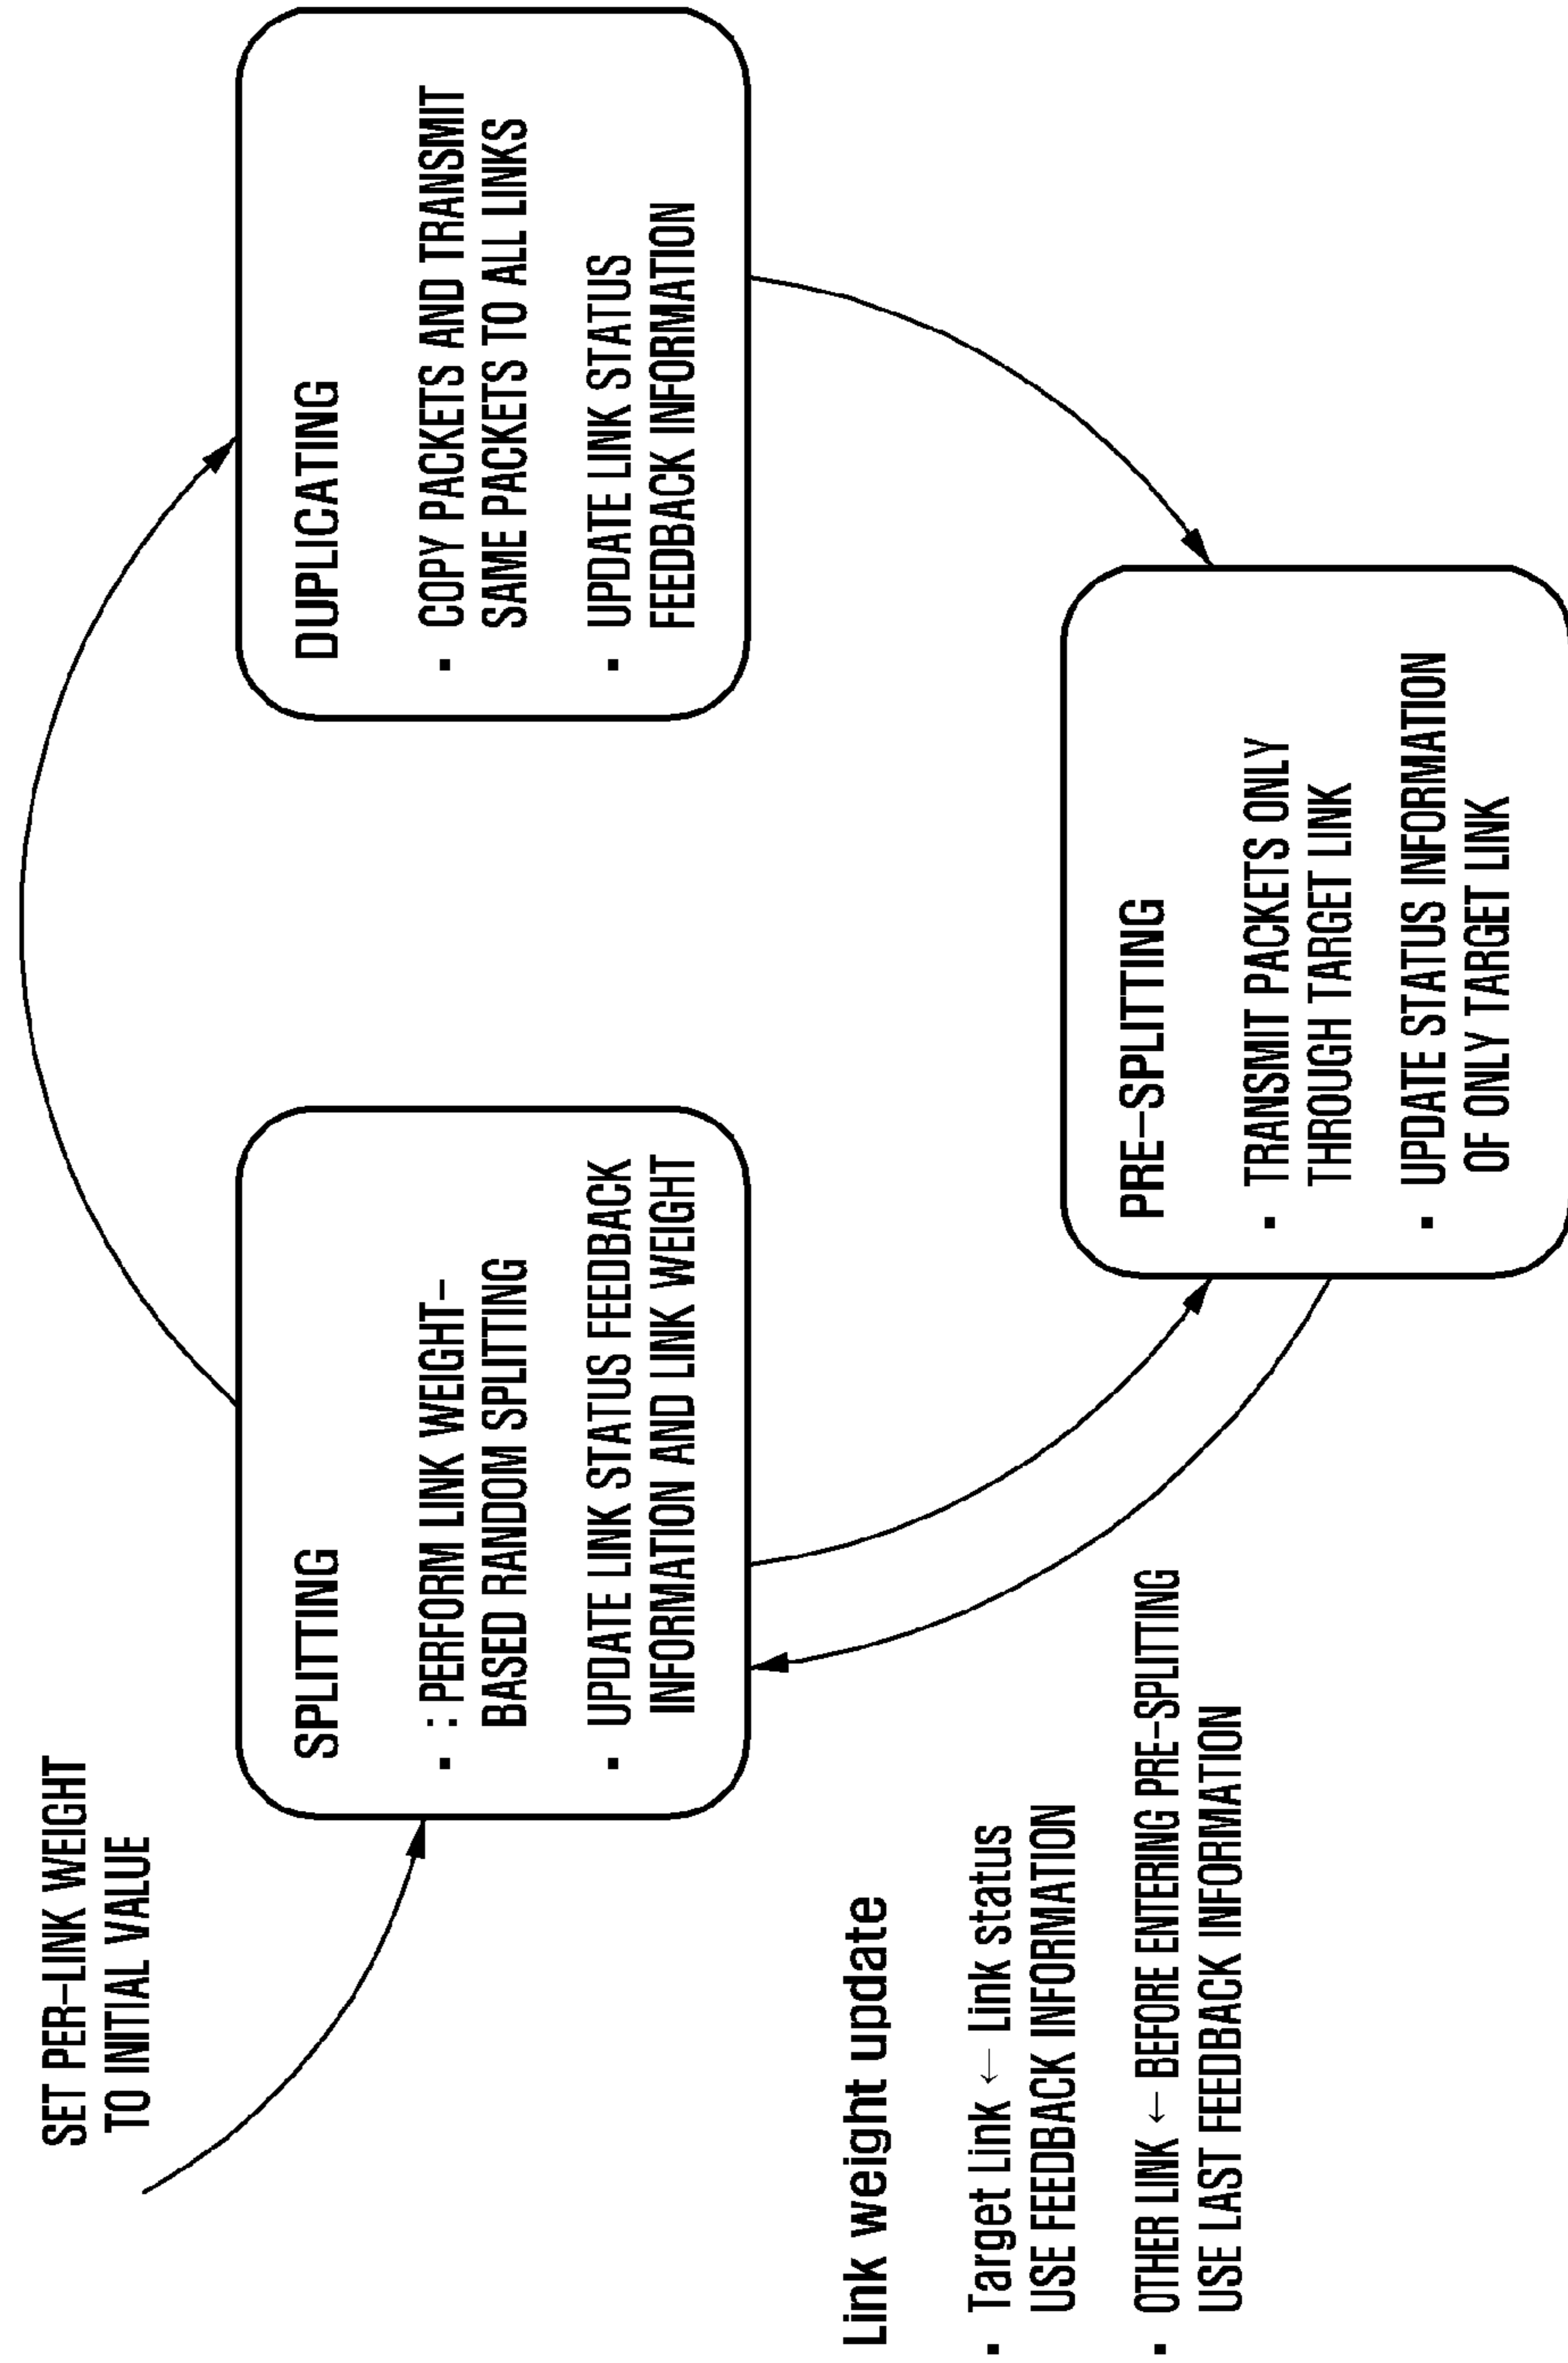 SET PER-LINK WEIGHT
TO INITIAL VALUE
SPLITTING
▪ : PERFORM LINK WEIGHT-
BASED RANDOM SPLITTING
▪ UPDATE LINK STATUS FEEDBACK
INFORMATION AND LINK WEIGHT
DUPLICATING
▪ COPY PACKETS AND TRANSMIT
SAME PACKETS TO ALL LINKS
▪ UPDATE LINK STATUS
FEEDBACK INFORMATION
Link weight update
▪ Target Link ← Link status
USE FEEDBACK INFORMATION
▪ OTHER LINK ← BEFORE ENTERING PRE-SPLITTING
USE LAST FEEDBACK INFORMATION
PRE-SPLITTING
▪ TRANSMIT PACKETS ONLY
THROUGH TARGET LINK
▪ UPDATE STATUS INFORMATION
OF ONLY TARGET LINK